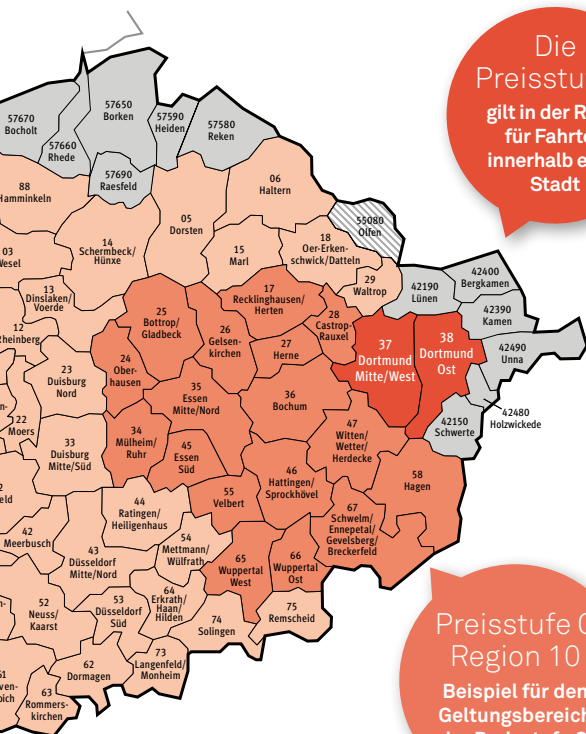 Die
gilt in der
innerhalb
Stadt
57670
Bocholt
57660
Rhede
57650
Borken
57590
Heiden
57580
Reken
57690
Raesfeld
88
Hamminkeln
06
Haltern
05
Dorsten
55080
Olfen
14
Schermbeck/
Hünxe
15
Marl
18
Oer-Erken-
schwick/Datteln
03
29
Waltrop
42190
Lünen
42400
Bergkamen
42390
Kamen
42490
Unna
42480
Holzwickede
42150
Schwerte
13
Dinslaken/
Voerde
12
Rheinberg
17
Recklinghausen/
Herten
25
Bottrop/
Gladbeck
26
Gelsen-
kirchen
28
Castrop-
Rauxel
27
Herne
37
Dortmund
Mitte/West
38
Dortmund
Ost
24
Ober-
hausen
23
Duisburg
Nord
22
Moers
35
Essen
Mitte/Nord
36
Bochum
34
Mülheim/
Ruhr
45
Essen
Süd
33
Duisburg
Mitte/Süd
47
Witten/
Wetter/
Herdecke
46
Hattingen/
Sprockhövel
58
Hagen
55
Velbert
44
Ratingen/
Heiligenhaus
67
Schwelm/
Ennepetal/
Gevelsberg/
Breckerfeld
42
Meerbusch
43
Düsseldorf
Mitte/Nord
54
Mettmann/
Wülfrath
65
Wuppertal
West
66
Wuppertal
Ost
52
Neuss/
Kaarst
53
Düsseldorf
Süd
64
Erkrath/
Haan/
Hilden
74
Solingen
75
Remscheid
73
Langenfeld/
Monheim
62
Dormagen
63
Rommers-
kirchen
Preisstufe
Region 10
Beispiel für den
Geltungsbereich